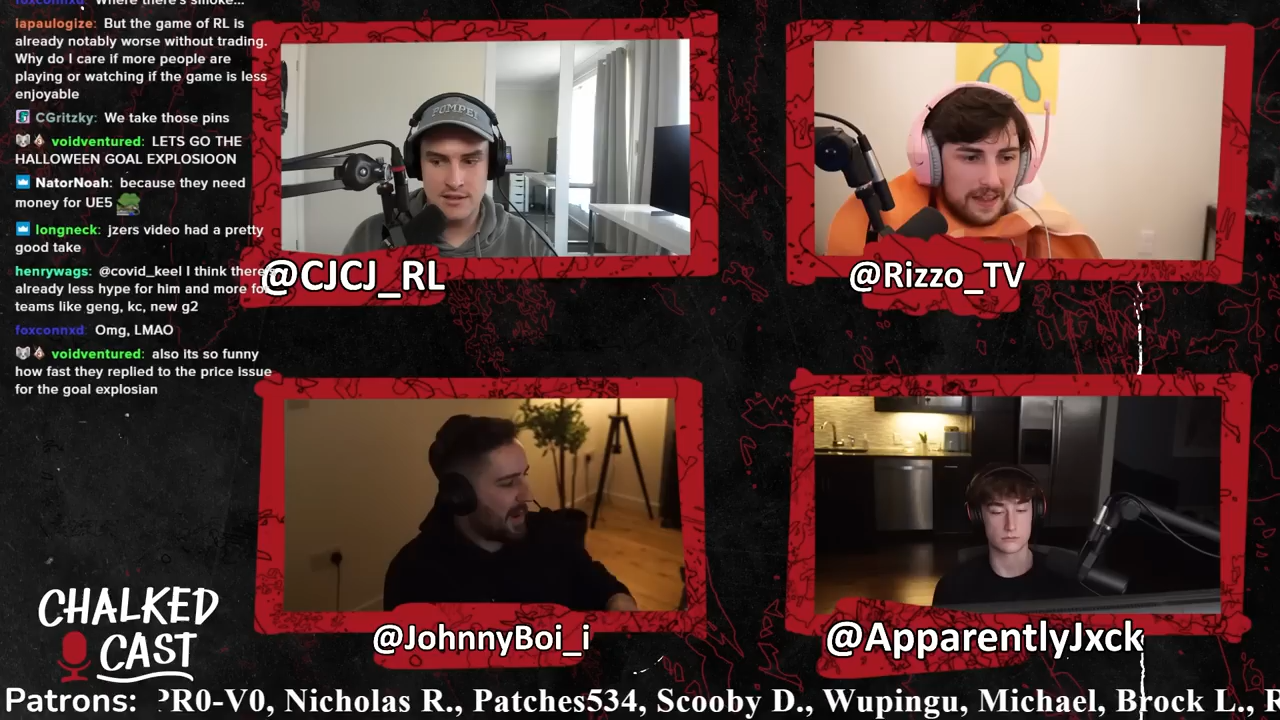 foxconnxd: Where there's smoke...
lapaulogize: But the game of RL is
already notably worse without trading.
Why do I care if more people are
playing or watching if the game is less
enjoyable
CGritzky: We take those pins
voidventured: LETS GO THE
HALLOWEEN GOAL EXPLOSIOON
NatorNoah: because they need
money for UE5
longneck: jzers video had a pretty
good take
henrywags: @covid_keel I think there's
already less hype for him and more for
teams like geng, kc, new g2
foxconnxd: Omg, LMAO
voidventured: also its so funny
how fast they replied to the price issue
for the goal explosian
POMPEI
@CJCJ_RL
@Rizzo_TV
@JohnnyBoi_i
@ApparentlyJxck
CHALKED
CAST
Patrons: PR0-V0, Nicholas R., Patches534, Scooby D., Wupingu, Michael, Brock L.,